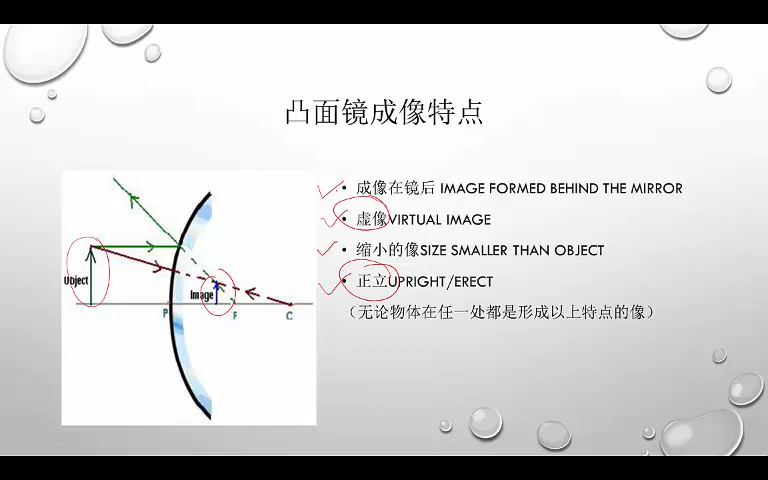 凸面镜成像特点
• 成像在镜后 IMAGE FORMED BEHIND THE MIRROR
• 虚像VIRTUAL IMAGE
• 缩小的像SIZE SMALLER THAN OBJECT
• 正立UPRIGHT/ERECT
（无论物体在任一处都是形成以上特点的像）
Object
Image
P
F
C